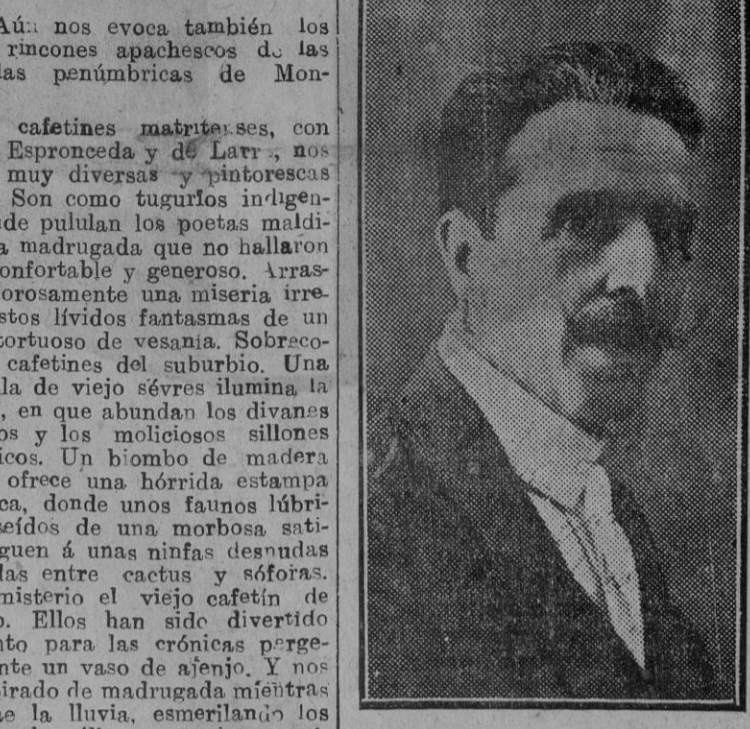 Aún nos evoca también los
rincones apachescos de las
las penúmbricas de Mon-
cafetines matritenses, con
Espronceda y de Larra, nos
muy diversas y pintorescas
Son como tugurios indigen-
de pululan los poetas maldi-
a madrugada que no hallaron
onfortable y generoso. Arras-
orosamente una miseria irre-
stos lívidos fantasmas de un
tortuoso de vesania. Sobreco-
cafetines del suburbio. Una
la de viejo sévres ilumina la
, en que abundan los divanes
os y los moliciosos sillones
icos. Un biombo de madera
ofrece una hórrida estampa
ca, donde unos faunos lúbri-
seídos de una morbosa sati-
guen á unas ninfas desnudas
las entre cactus y sóforas.
misterio el viejo cafetín de
o. Ellos han sido divertido
nto para las crónicas perge-
nte un vaso de ajenjo. Y nos
irado de madrugada mientras
e la lluvia, esmerilando los